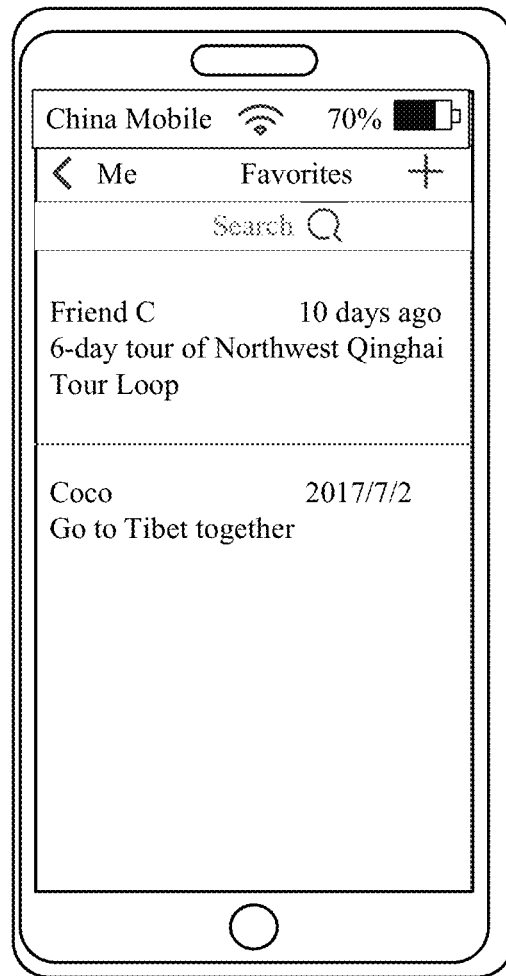 China Mobile 70%
Me Favorites
Search
Friend C 10 days ago
6-day tour of Northwest Qinghai
Tour Loop
Coco 2017/7/2
Go to Tibet together